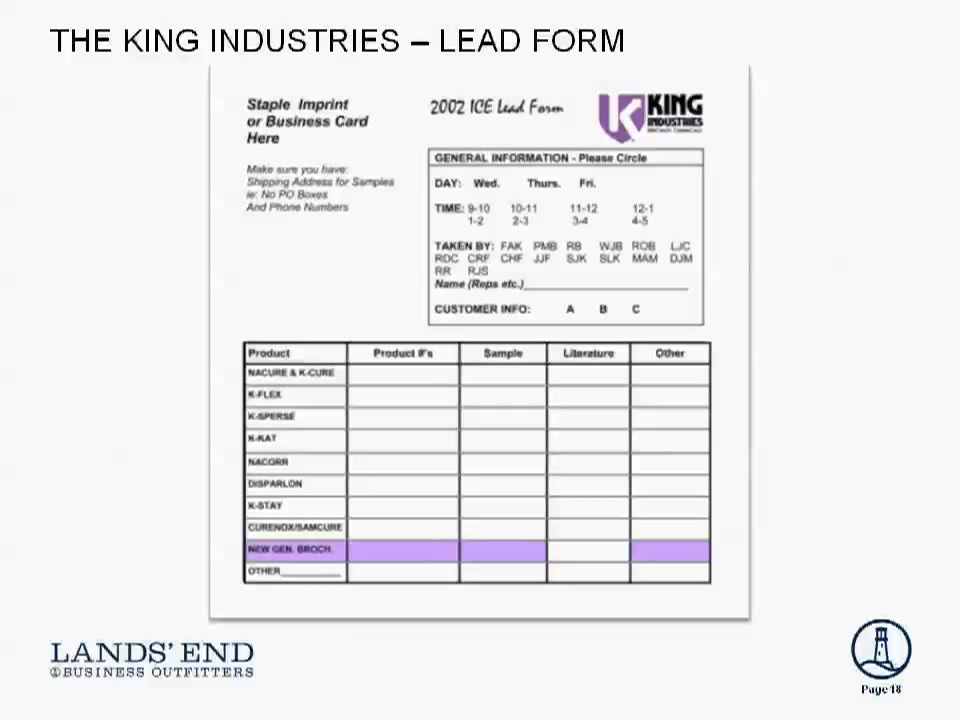 THE KING INDUSTRIES – LEAD FORM
Staple Imprint
or Business Card
Here
Make sure you have:
Shipping Address for Samples
ie: No PO Boxes
And Phone Numbers
2002 ICE Lead Form
KING
INDUSTRIES
SPECIALTY CHEMICALS
GENERAL INFORMATION - Please Circle
DAY: Wed. Thurs. Fri.
TIME: 9-10 10-11 11-12 12-1
1-2 2-3 3-4 4-5
TAKEN BY: FAK PMB RB WJB ROB LJC
RDC CRF CHF JJF SJK SLK MAM DJM
RR RJS
Name (Reps etc.)____________________
CUSTOMER INFO: A B C
Product Product #'s Sample Literature Other
NACURE & K-CURE
K-FLEX
K-SPERSE
K-KAT
NACORR
DISPARLON
K-STAY
CURENOX/SAMCURE
NEW GEN. BROCH.
OTHER__________
LANDS' END
BUSINESS OUTFITTERS
Page 18